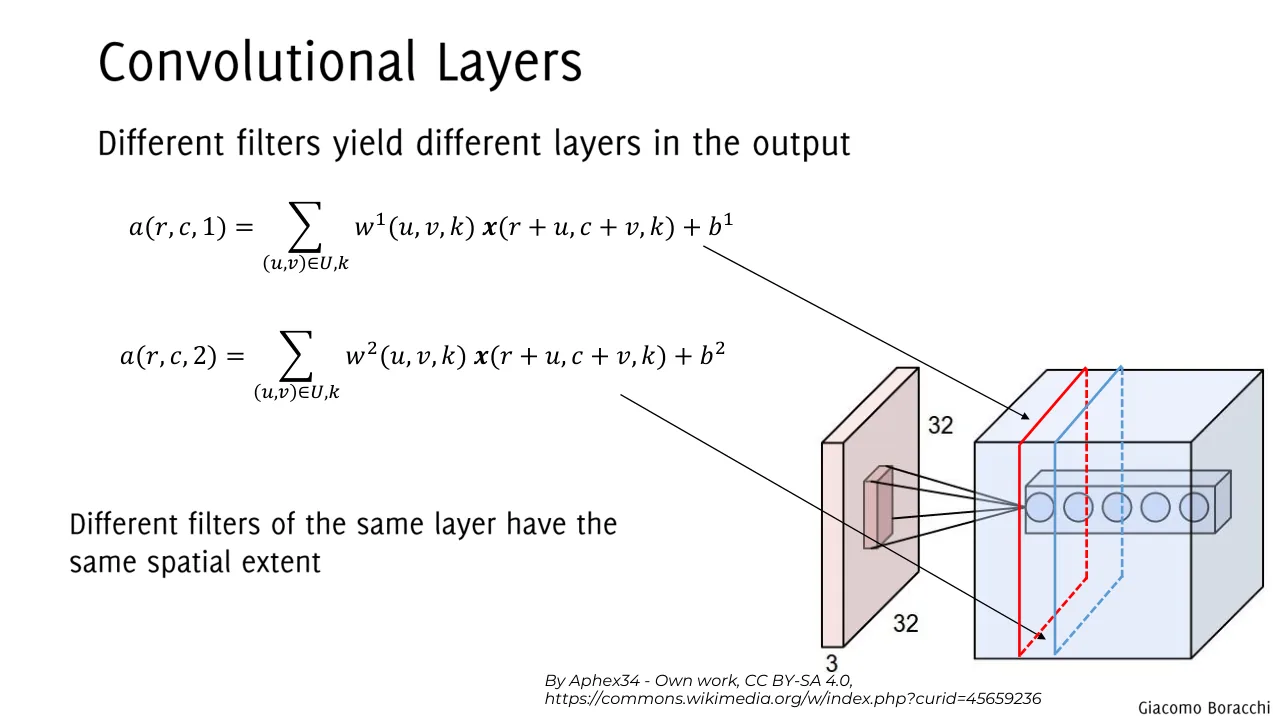 Convolutional Layers
Different filters yield different layers in the output
𝑎(𝑟, 𝑐, 1) = ∑ 𝑤¹(𝑢, 𝑣, 𝑘) 𝒙(𝑟 + 𝑢, 𝑐 + 𝑣, 𝑘) + 𝑏¹
(𝑢,𝑣)∈𝑈,𝑘
𝑎(𝑟, 𝑐, 2) = ∑ 𝑤²(𝑢, 𝑣, 𝑘) 𝒙(𝑟 + 𝑢, 𝑐 + 𝑣, 𝑘) + 𝑏²
(𝑢,𝑣)∈𝑈,𝑘
32
Different filters of the same layer have the
same spatial extent
32
3
By Aphex34 - Own work, CC BY-SA 4.0,
https://commons.wikimedia.org/w/index.php?curid=45659236
Giacomo Boracchi